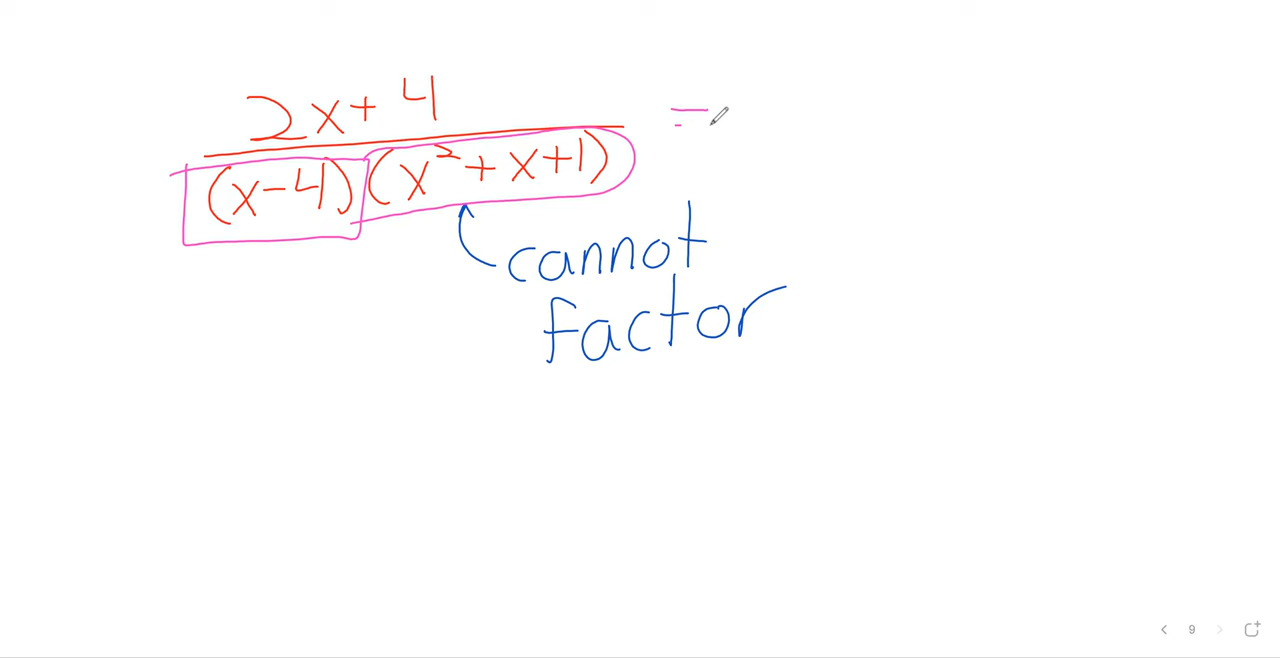 2x+4 =
(x-4)(x²+x+1)
cannot
factor
9